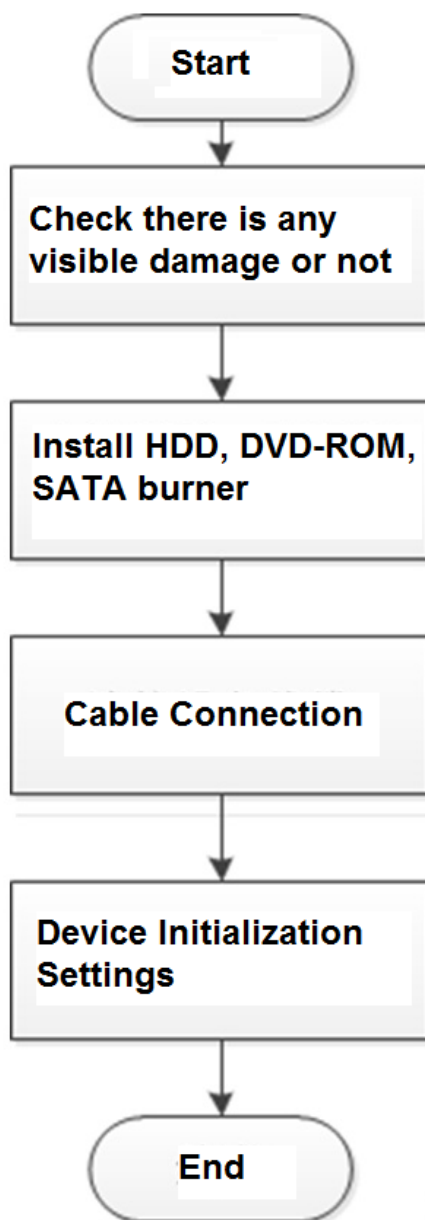 Start
Check there is any
visible damage or not
Install HDD, DVD-ROM,
SATA burner
Cable Connection
Device Initialization
Settings
End